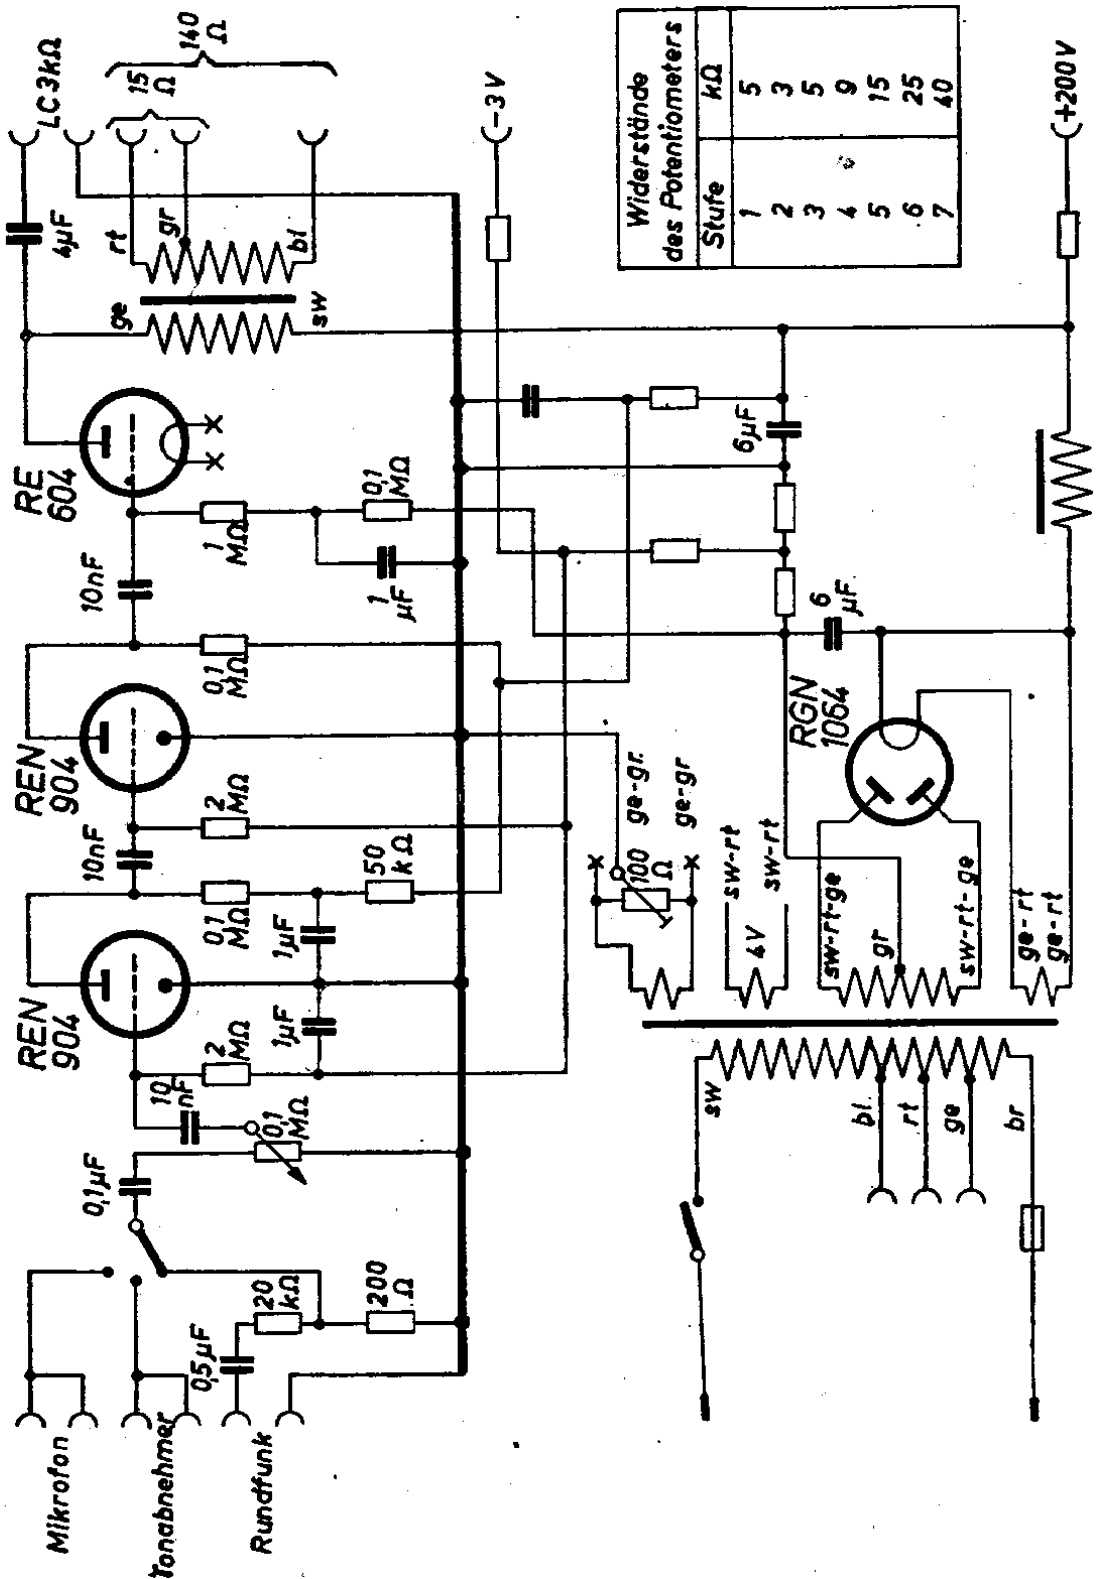 Mikrofon
Tonabnehmer
Rundfunk
0,5µF
20
kΩ
200
Ω
0,1µF
10
nF
0,1
MΩ
REN
904
2
MΩ
1µF
1µF
0,1
MΩ
50
kΩ
10nF
REN
904
2
MΩ
0,1
MΩ
10nF
RE
604
1
MΩ
1
µF
0,1
MΩ
4µF
ge
sw
rt
gr
bl
LC3kΩ
15
Ω
140
Ω
-3V
6µF
6
µF
RGN
1064
100
Ω
ge-gr.
ge-gr
sw-rt
4V
sw-rt
sw-rt-ge
gr
sw-rt-ge
ge-rt
ge-rt
sw
bl.
rt
ge
br
+200V
Widerstände
des Potentiometers
Stufe kΩ
1 5
2 3
3 5
4 9
5 15
6 25
7 40